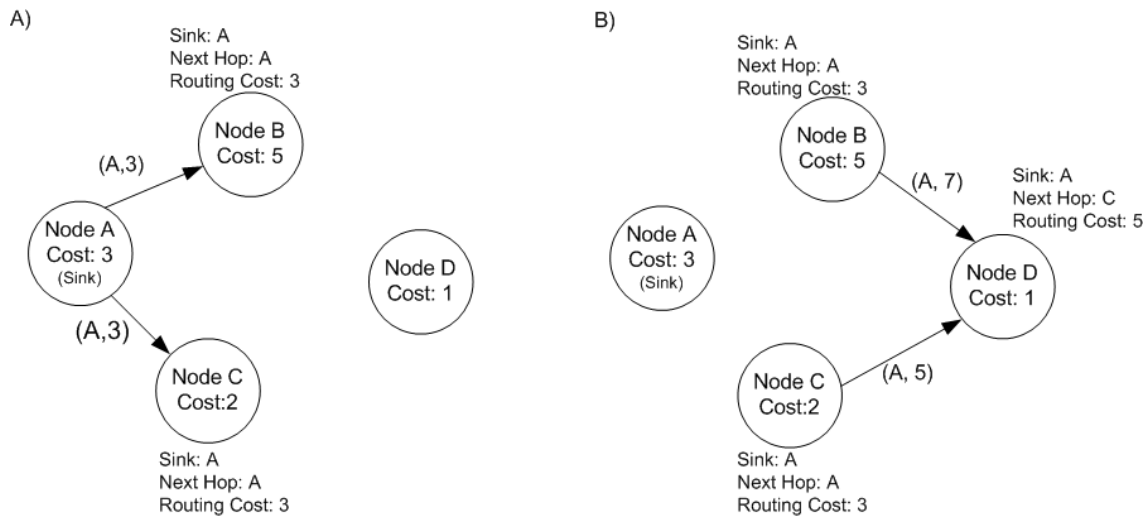 A)
Sink: A
Next Hop: A
Routing Cost: 3
Node B
Cost: 5
(A,3)
Node A
Cost: 3
(Sink)
Node D
Cost: 1
(A,3)
Node C
Cost:2
Sink: A
Next Hop: A
Routing Cost: 3
B)
Sink: A
Next Hop: A
Routing Cost: 3
Node B
Cost: 5
(A, 7)
Sink: A
Next Hop: C
Routing Cost: 5
Node A
Cost: 3
(Sink)
Node D
Cost: 1
(A, 5)
Node C
Cost:2
Sink: A
Next Hop: A
Routing Cost: 3